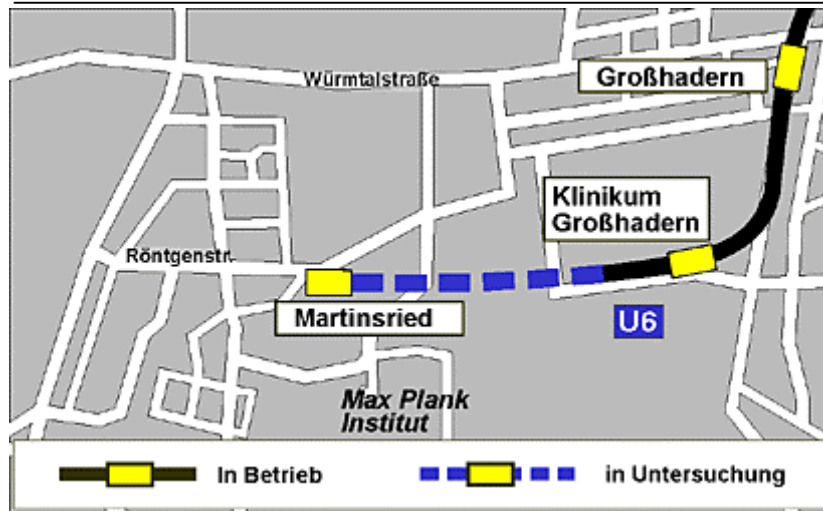 Würmtalstraße
Großhadern
Klinikum
Großhadern
Röntgenstr.
Martinsried
U6
Max Plank
Institut
In Betrieb
in Untersuchung